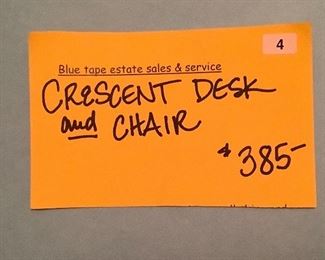 4
Blue tape estate sales & service
CRESCENT DESK
and CHAIR
$385-